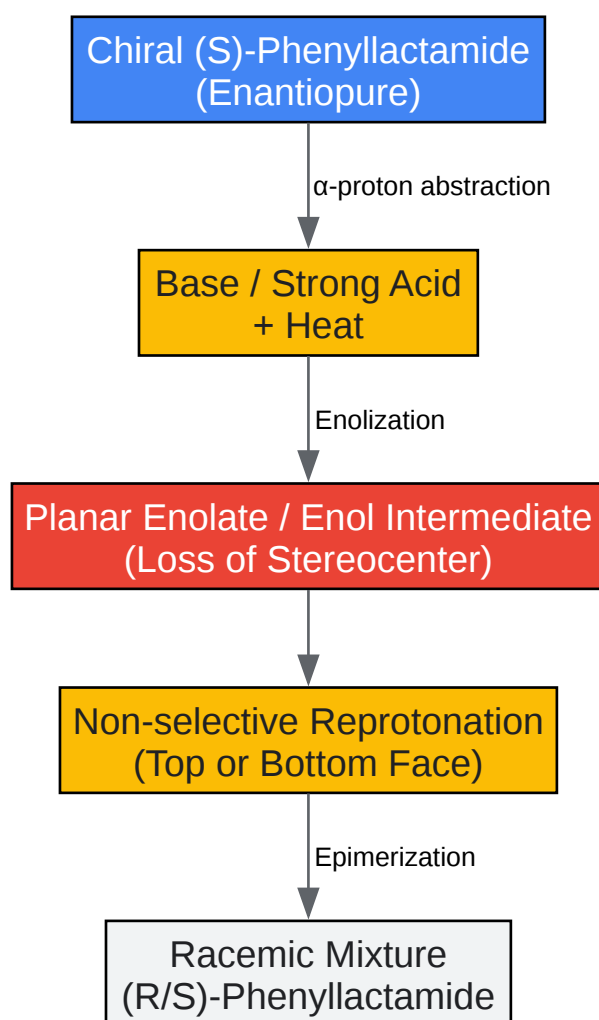 Chiral (S)-Phenyllactamide
(Enantiopure)
α-proton abstraction
Base / Strong Acid
+ Heat
Enolization
Planar Enolate / Enol Intermediate
(Loss of Stereocenter)
Non-selective Reprotonation
(Top or Bottom Face)
Epimerization
Racemic Mixture
(R/S)-Phenyllactamide